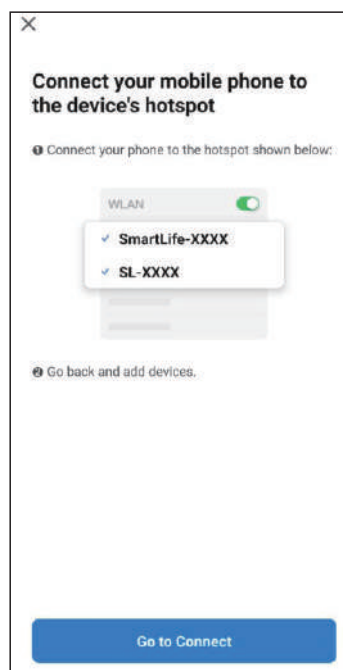 Connect your mobile phone to
the device's hotspot
❶ Connect your phone to the hotspot shown below:
WLAN
SmartLife-XXXX
SL-XXXX
❷ Go back and add devices.
Go to Connect